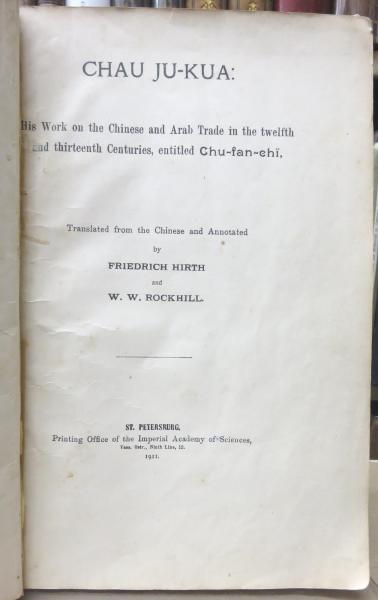 CHAU JU-KUA:
His Work on the Chinese and Arab Trade in the twelfth
and thirteenth Centuries, entitled Chu-fan-chï,
Translated from the Chinese and Annotated
by
FRIEDRICH HIRTH
and
W. W. ROCKHILL.
ST. PETERSBURG,
Printing Office of the Imperial Academy of Sciences,
Vass. Ostr., Ninth Line, 12.
1911.